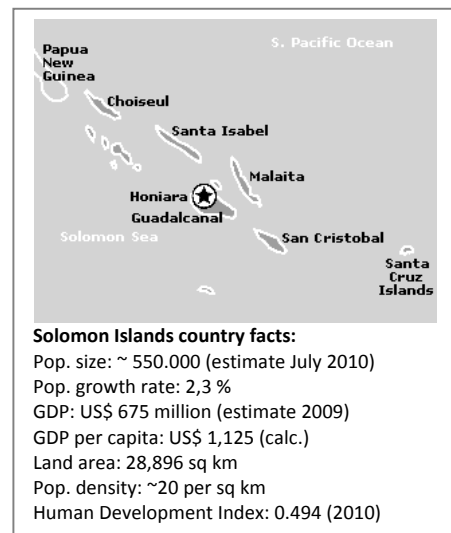 S. Pacific Ocean
Papua
New
Guinea
Choiseul
Santa Isabel
Malaita
Honiara
Guadalcanal
Solomon Sea
San Cristobal
Santa
Cruz
Islands
Solomon Islands country facts:
Pop. size: ~ 550.000 (estimate July 2010)
Pop. growth rate: 2,3 %
GDP: US$ 675 million (estimate 2009)
GDP per capita: US$ 1,125 (calc.)
Land area: 28,896 sq km
Pop. density: ~20 per sq km
Human Development Index: 0.494 (2010)